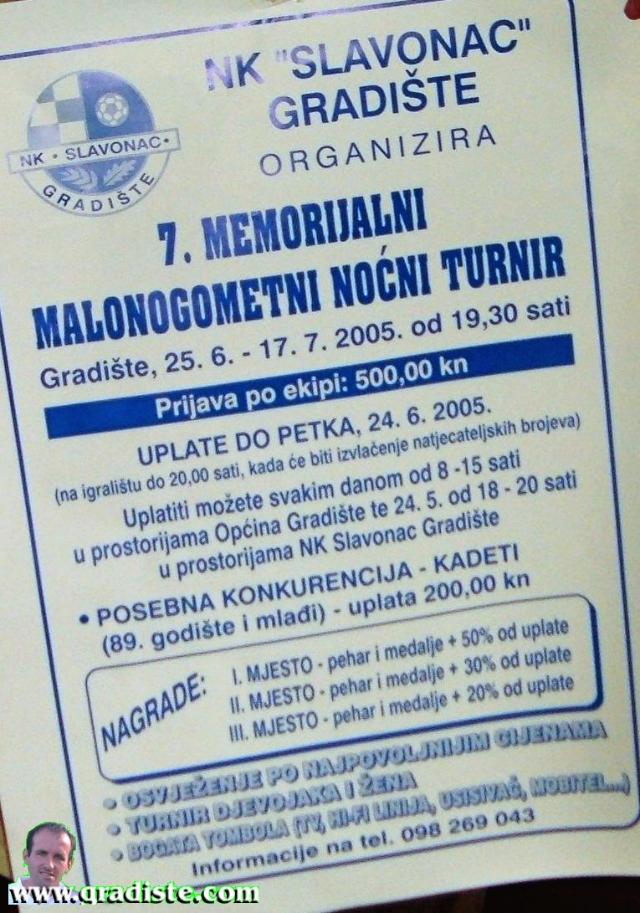 NK "SLAVONAC"
GRADIŠTE
ORGANIZIRA
NK • SLAVONAC •
GRADIŠTE
7. MEMORIJALNI
MALONOGOMETNI NOĆNI TURNIR
Gradište, 25. 6. - 17. 7. 2005. od 19,30 sati
Prijava po ekipi: 500,00 kn
UPLATE DO PETKA, 24. 6. 2005.
(na igralištu do 20,00 sati, kada će biti izvlačenje natjecateljskih brojeva)
Uplatiti možete svakim danom od 8 -15 sati
u prostorijama Općina Gradište te 24. 5. od 18 - 20 sati
u prostorijama NK Slavonac Gradište
• POSEBNA KONKURENCIJA - KADETI
(89. godište i mlađi) - uplata 200,00 kn
NAGRADE:
I. MJESTO - pehar i medalje + 50% od uplate
II. MJESTO - pehar i medalje + 30% od uplate
III. MJESTO - pehar i medalje + 20% od uplate
• OSVJEŽENJE PO NAJPOVOLJNIJIM CIJENAMA
• TURNIR DJEVOJAKA I ŽENA
• BOGATA TOMBOLA (TV, HI-FI LINIJA, USISIVAČ, MOBITEL...)
Informacije na tel. 098 269 043
www.gradiste.com